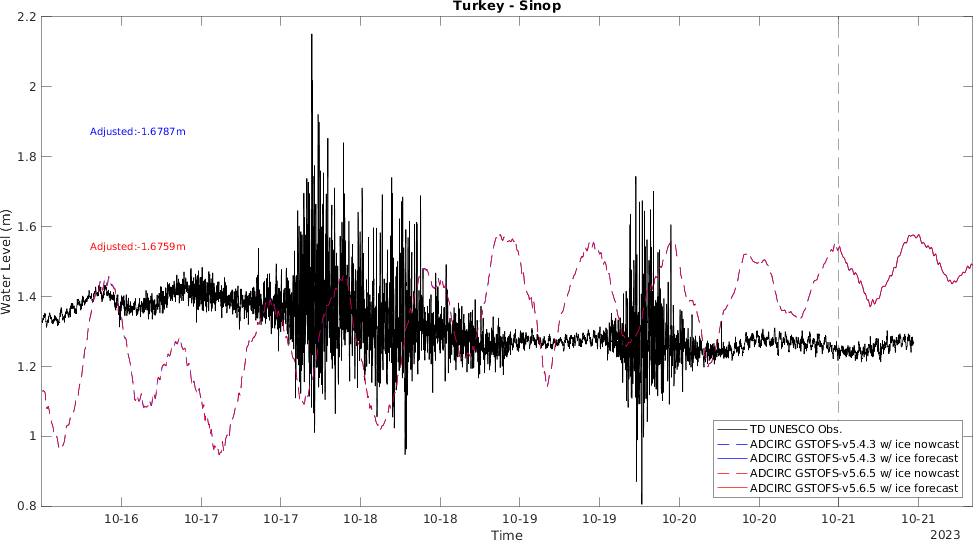 Turkey - Sinop
2.2
2
1.8
1.6
1.4
1.2
1
0.8
Water Level (m)
Adjusted:-1.6787m
Adjusted:-1.6759m
TD UNESCO Obs.
ADCIRC GSTOFS-v5.4.3 w/ ice nowcast
ADCIRC GSTOFS-v5.4.3 w/ ice forecast
ADCIRC GSTOFS-v5.6.5 w/ ice nowcast
ADCIRC GSTOFS-v5.6.5 w/ ice forecast
10-16 10-17 10-17 10-18 10-18 10-19 10-19 10-20 10-20 10-21 10-21
2023
Time